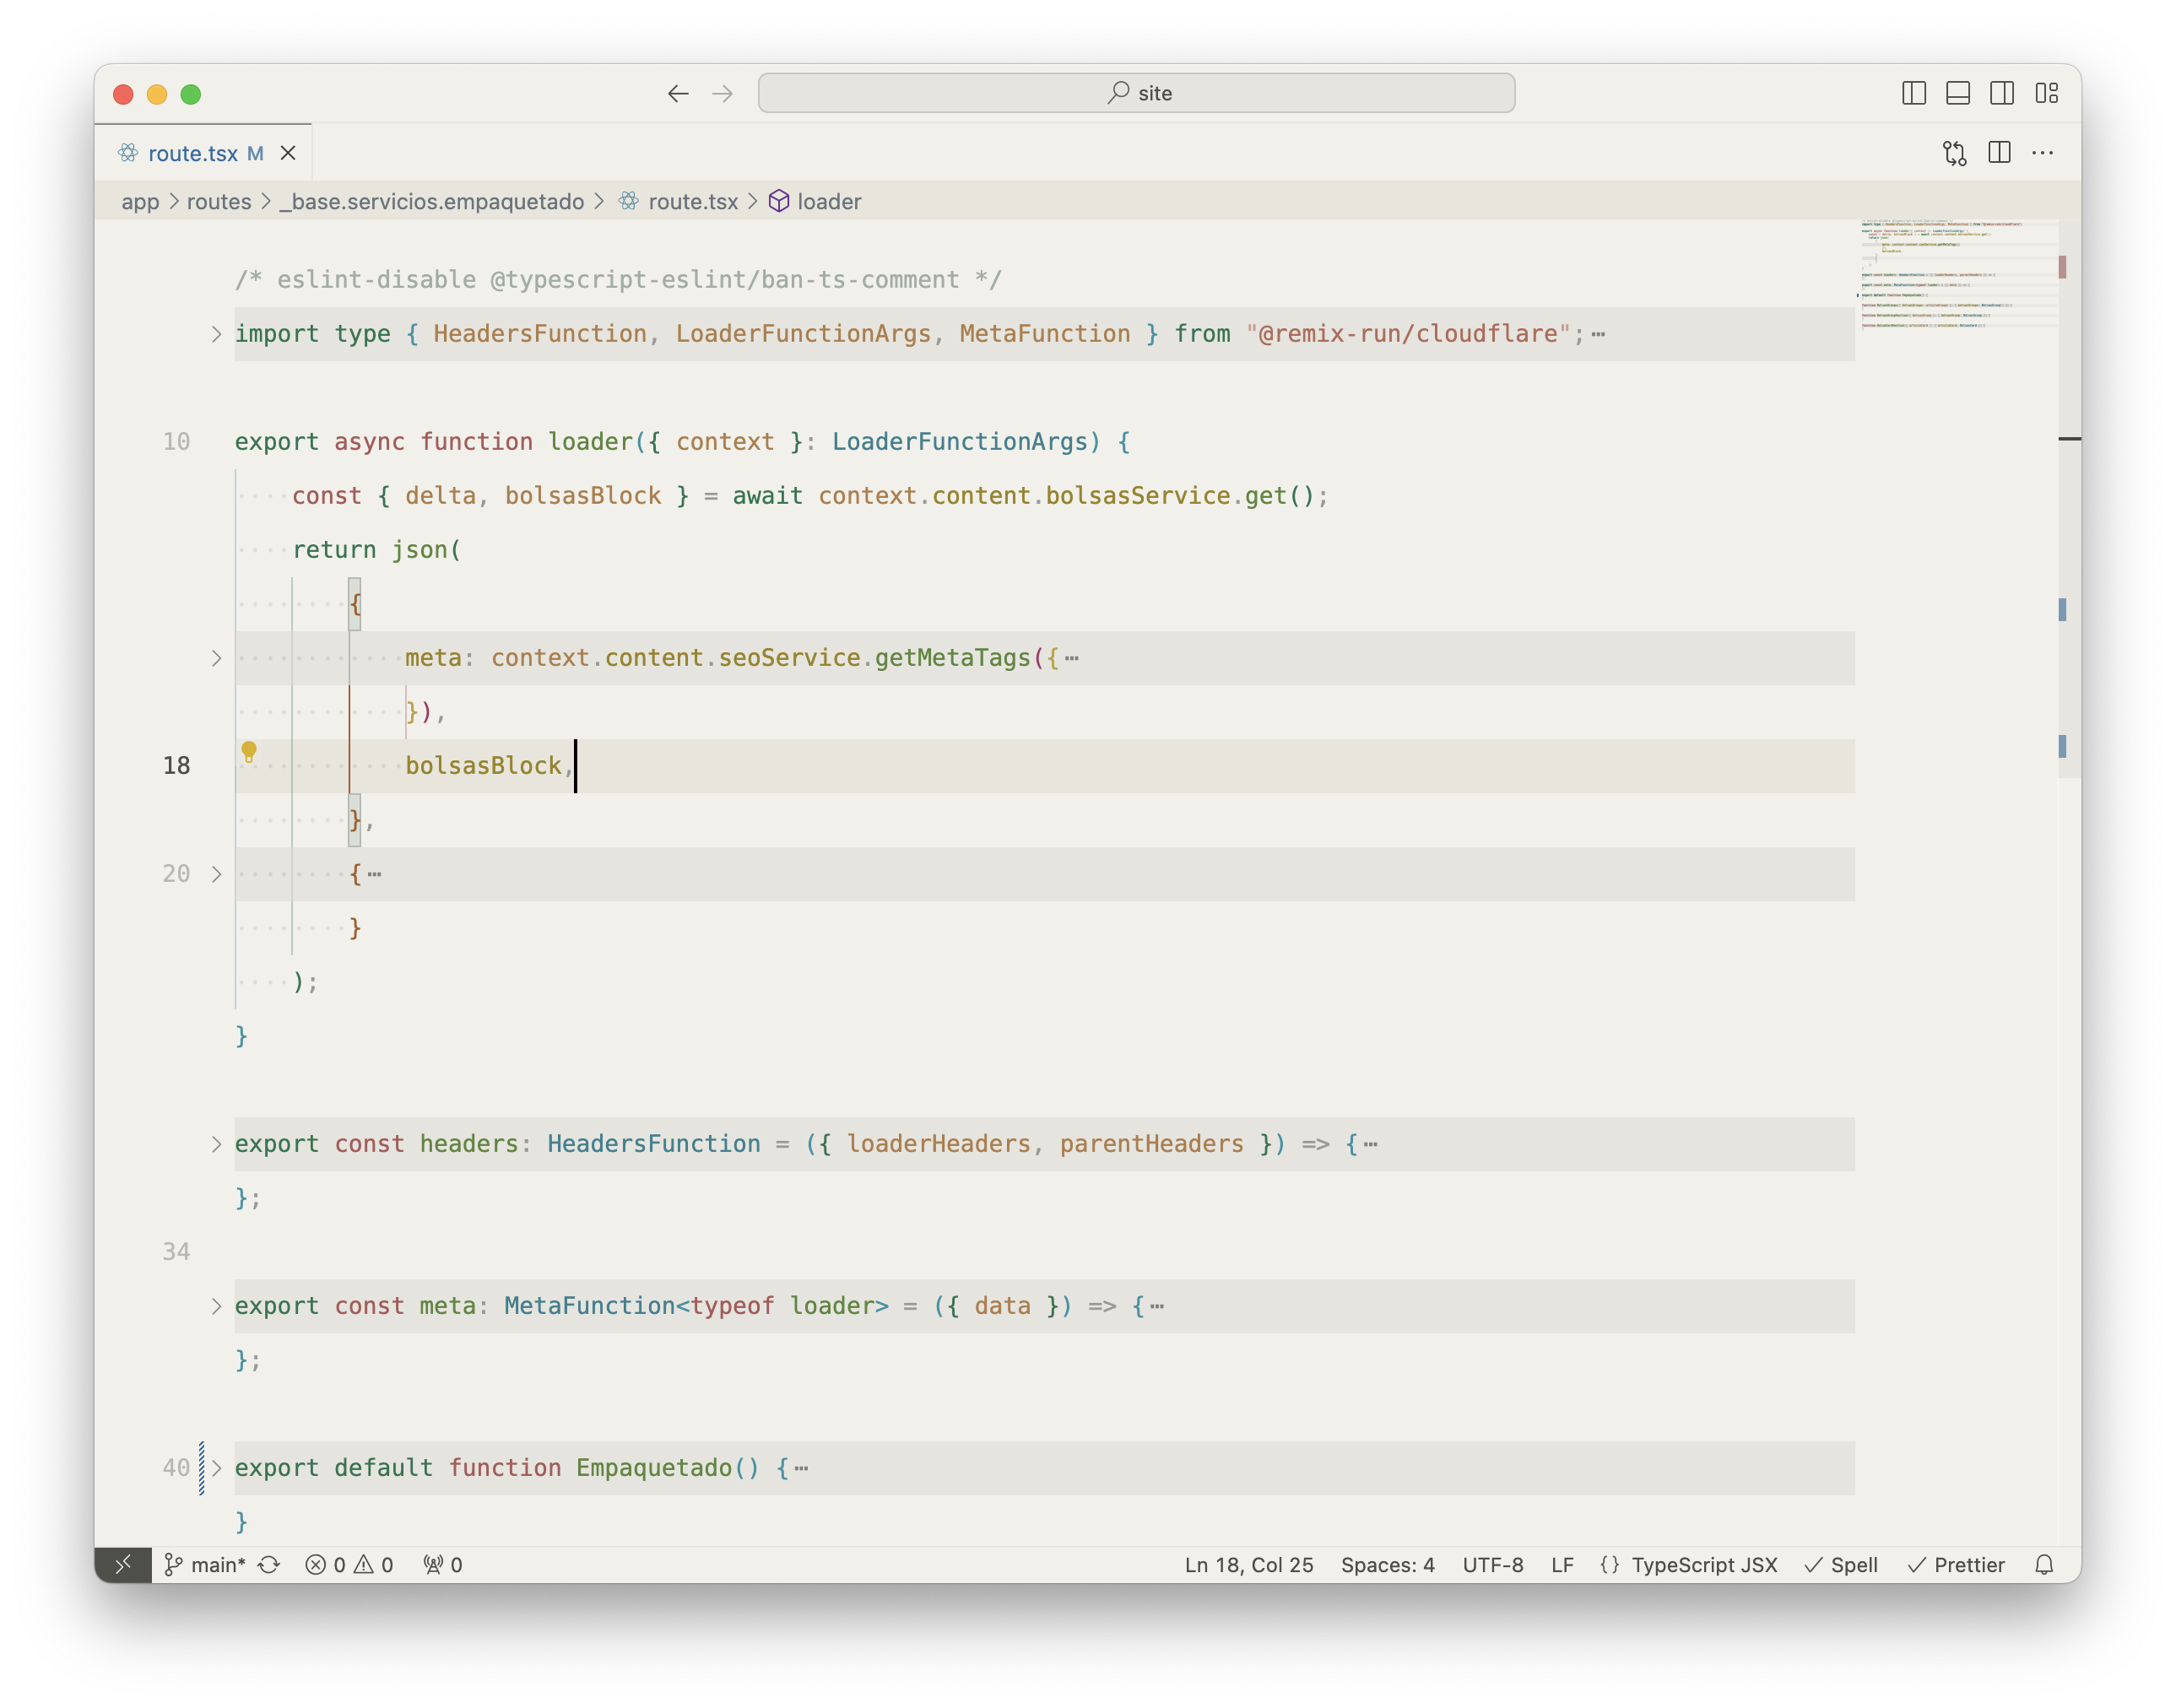 site
route.tsx M
app > routes > _base.servicios.empaquetado > route.tsx > loader
/* eslint-disable @typescript-eslint/ban-ts-comment */
import type { HeadersFunction, LoaderFunctionArgs, MetaFunction } from "@remix-run/cloudflare";⋯
10 export async function loader({ context }: LoaderFunctionArgs) {
const { delta, bolsasBlock } = await context.content.bolsasService.get();
return json(
{
meta: context.content.seoService.getMetaTags({⋯
}),
18 bolsasBlock,
},
20 {⋯
}
);
}
export const headers: HeadersFunction = ({ loaderHeaders, parentHeaders }) => {⋯
};
34
export const meta: MetaFunction<typeof loader> = ({ data }) => {⋯
};
40 export default function Empaquetado() {⋯
}
main* 0 0 0 Ln 18, Col 25 Spaces: 4 UTF-8 LF {} TypeScript JSX Spell Prettier